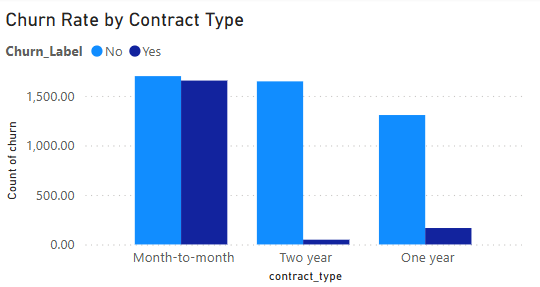 Churn Rate by Contract Type
Churn_Label No Yes
Count of churn
1,500.00
1,000.00
500.00
0.00
Month-to-month Two year One year
contract_type